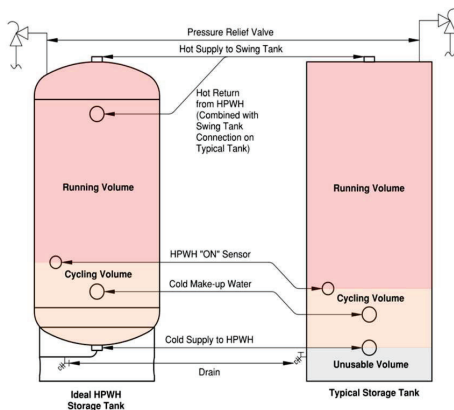 Pressure Relief Valve
Hot Supply to Swing Tank
Hot Return
from HPWH
(Combined with
Swing Tank
Connection on
Typical Tank)
Running Volume
Running Volume
HPWH "ON" Sensor
Cycling Volume
Cold Make-up Water
Cycling Volume
Cold Supply to HPWH
Unusable Volume
Drain
Ideal HPWH
Storage Tank
Typical Storage Tank